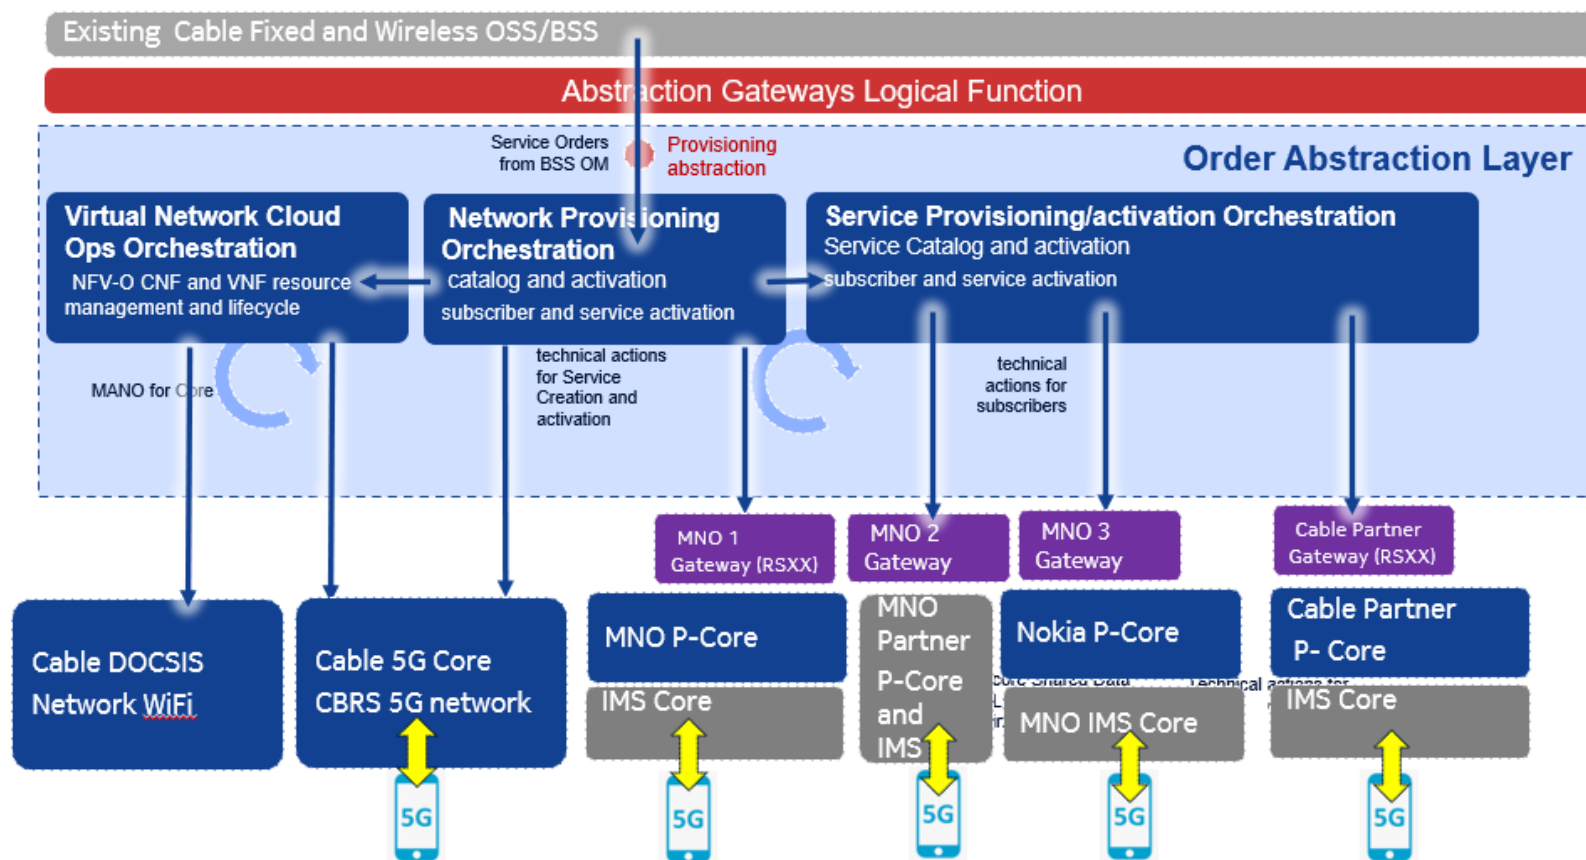 Existing Cable Fixed and Wireless OSS/BSS
Abstraction Gateways Logical Function
Service Orders
from BSS OM
Provisioning
abstraction
Order Abstraction Layer
Virtual Network Cloud
Ops Orchestration
NFV-O CNF and VNF resource
management and lifecycle
Network Provisioning
Orchestration
catalog and activation
subscriber and service activation
Service Provisioning/activation Orchestration
Service Catalog and activation
subscriber and service activation
MANO for Core
technical actions
for Service
Creation and
activation
technical
actions for
subscribers
MNO 1
Gateway (RSXX)
MNO 2
Gateway
MNO 3
Gateway
Cable Partner
Gateway (RSXX)
Cable DOCSIS
Network WiFi
Cable 5G Core
CBRS 5G network
MNO P-Core
IMS Core
MNO
Partner
P-Core
and
IMS
Nokia P-Core
core Shared Data
MNO IMS Core
Technical actions for
Cable Partner
P- Core
IMS Core
5G
5G
5G
5G
5G